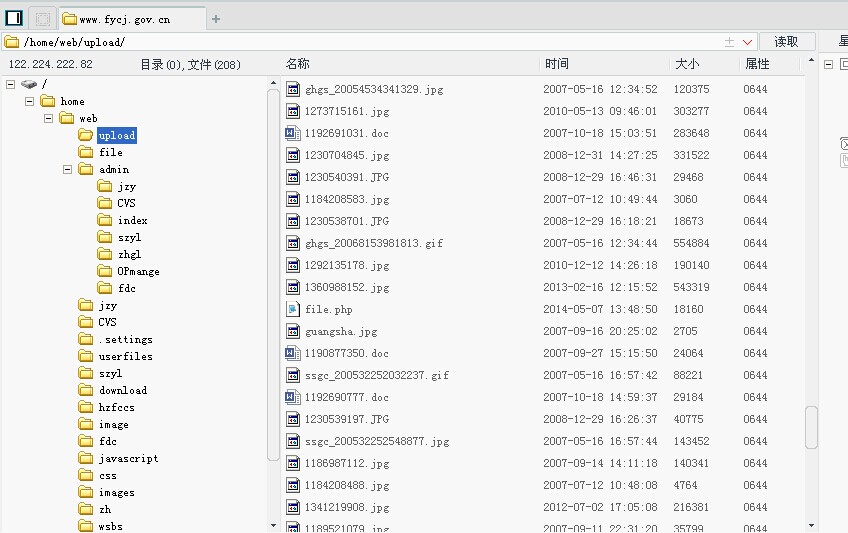 www.fycj.gov.cn
/home/web/upload/
读取
122.224.222.82 目录(0),文件(208) 名称 时间 大小 属性
/
home
web
upload
file
admin
jzy
CVS
index
szyl
zhgl
OPmange
fdc
jzy
CVS
.settings
userfiles
szyl
download
hzfccs
image
fdc
javascript
css
images
zh
wsbs
ghgs_20054534341329.jpg 2007-05-16 12:34:52 120375 0644
1273715161.jpg 2010-05-13 09:46:01 303277 0644
1192691031.doc 2007-10-18 15:03:51 283648 0644
1230704845.jpg 2008-12-31 14:27:25 331522 0644
1230540391.JPG 2008-12-29 16:46:31 29468 0644
1184208583.jpg 2007-07-12 10:49:44 3060 0644
1230538701.JPG 2008-12-29 16:18:21 18673 0644
ghgs_20068153981813.gif 2007-05-16 12:34:44 554884 0644
1292135178.jpg 2010-12-12 14:26:18 190140 0644
1360988152.jpg 2013-02-16 12:15:52 543319 0644
file.php 2014-05-07 13:48:50 18160 0644
guangsha.jpg 2007-09-16 20:25:02 2705 0644
1190877350.doc 2007-09-27 15:15:50 24064 0644
ssgc_200532252032237.gif 2007-05-16 16:57:42 88221 0644
1192690777.doc 2007-10-18 14:59:37 29184 0644
1230539197.JPG 2008-12-29 16:26:37 40775 0644
ssgc_200532252548877.jpg 2007-05-16 16:57:44 143452 0644
1186987112.jpg 2007-09-14 14:11:18 140341 0644
1184208488.jpg 2007-07-12 10:48:08 4764 0644
1341219908.jpg 2012-07-02 17:05:08 216381 0644
1189521079.jpg 2007-09-11 22:31:20 35799 0644